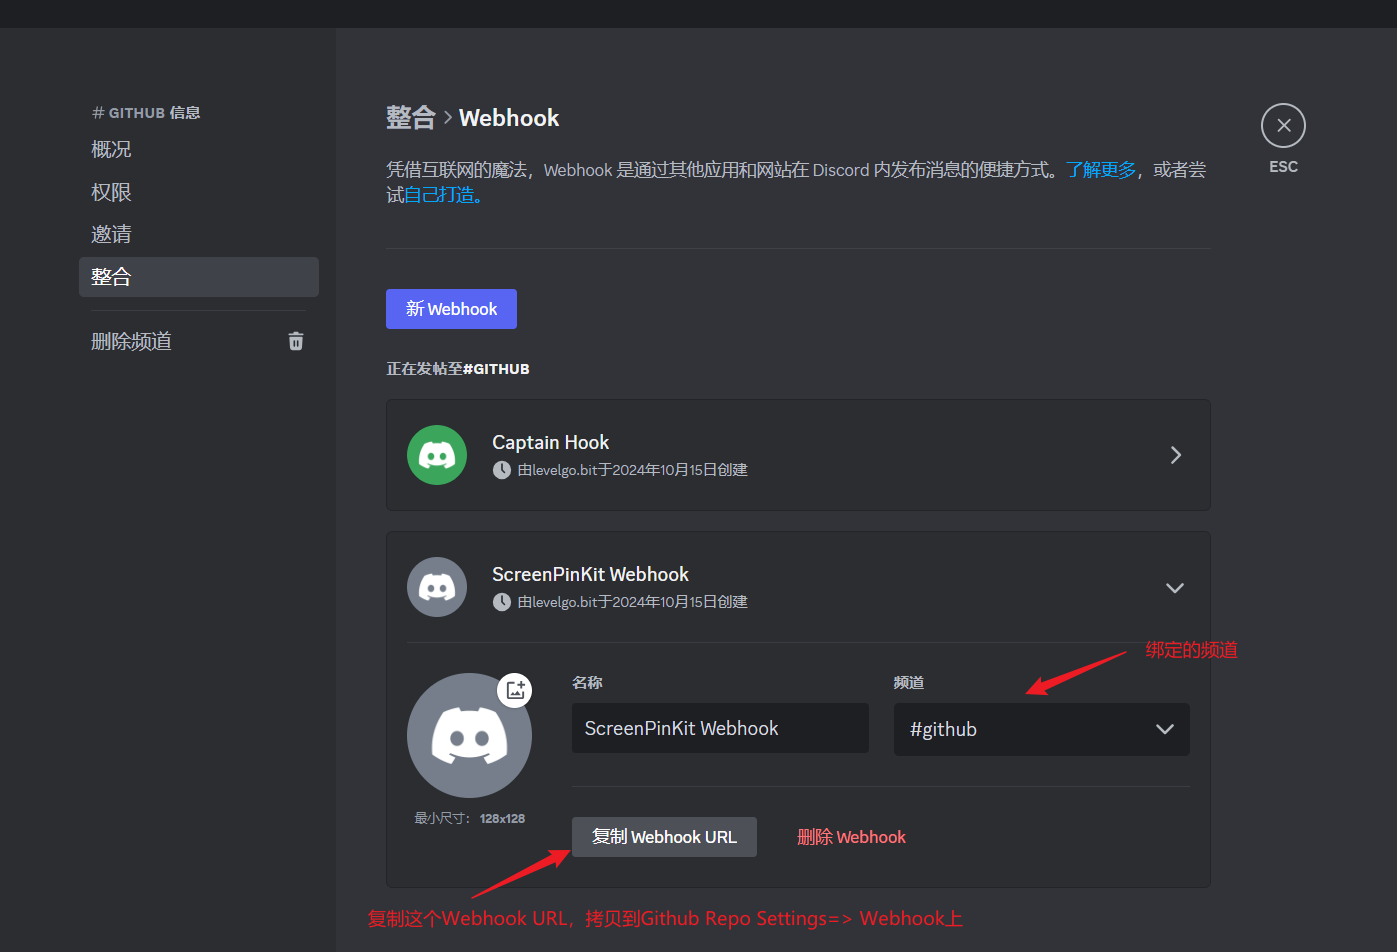 # GITHUB 信息
概况
权限
邀请
整合
删除频道
整合 > Webhook
ESC
凭借互联网的魔法，Webhook 是通过其他应用和网站在 Discord 内发布消息的便捷方式。了解更多，或者尝
试自己打造。
新 Webhook
正在发帖至#GITHUB
Captain Hook
由levelgo.bit于2024年10月15日创建
ScreenPinKit Webhook
由levelgo.bit于2024年10月15日创建
绑定的频道
名称
频道
ScreenPinKit Webhook
#github
最小尺寸： 128x128
复制 Webhook URL
删除 Webhook
复制这个Webhook URL，拷贝到Github Repo Settings=> Webhook上